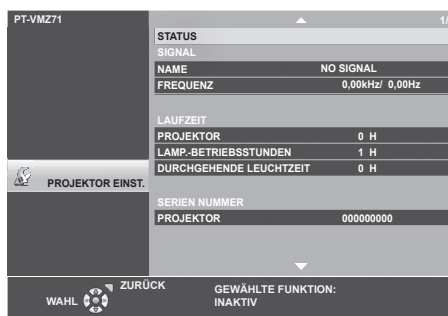 PT-VMZ71
1/
STATUS
SIGNAL
NAME NO SIGNAL
FREQUENZ 0,00kHz/ 0,00Hz
LAUFZEIT
PROJEKTOR 0 H
LAMP.-BETRIEBSSTUNDEN 1 H
DURCHGEHENDE LEUCHTZEIT 0 H
PROJEKTOR EINST.
SERIEN NUMMER
PROJEKTOR 000000000
WAHL ZURÜCK GEWÄHLTE FUNKTION:
INAKTIV